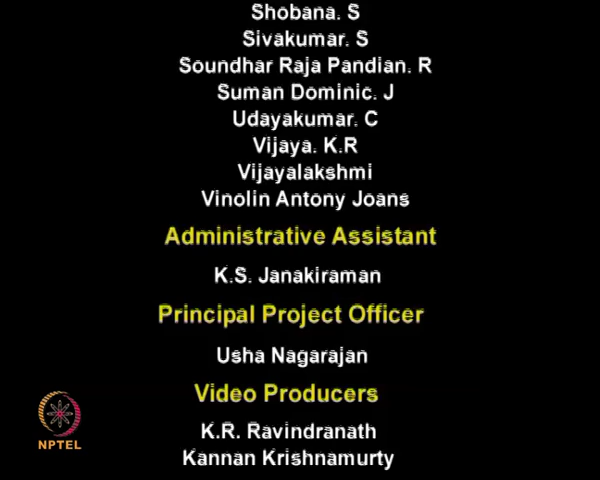 Shobana. S
Sivakumar. S
Soundhar Raja Pandian. R
Suman Dominic. J
Udayakumar. C
Vijaya. K.R
Vijayalakshmi
Vinolin Antony Joans
Administrative Assistant
K.S. Janakiraman
Principal Project Officer
Usha Nagarajan
Video Producers
K.R. Ravindranath
Kannan Krishnamurty
NPTEL